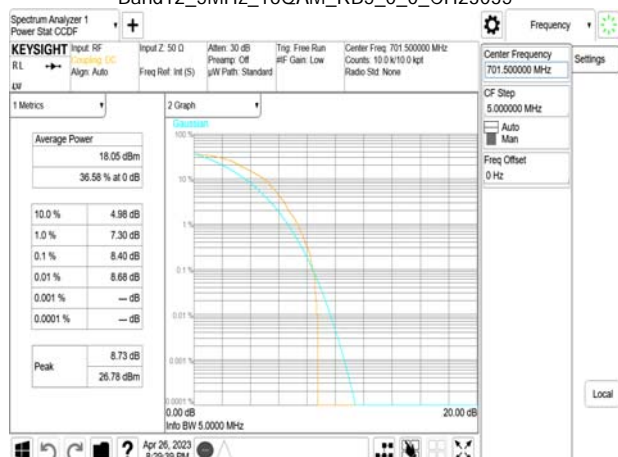 Spectrum Analyzer 1
Power Stat CCDF
Frequency
KEYSIGHT
Input: RF
Coupling: DC
Align: Auto
Input Z: 50 Ω
Freq Ref: Int (S)
Atten: 30 dB
Preamp: Off
µW Path: Standard
Trig: Free Run
#IF Gain: Low
Center Freq: 701.500000 MHz
Counts: 10.0 k/10.0 kpt
Radio Std: None
RL
1 Metrics
2 Graph
Average Power
18.05 dBm
36.58 % at 0 dB
10.0 % 4.98 dB
1.0 % 7.30 dB
0.1 % 8.40 dB
0.01 % 8.68 dB
0.001 % --- dB
0.0001 % --- dB
Peak
8.73 dB
26.78 dBm
Gaussian
100 %
10 %
1 %
0.1 %
0.01 %
0.001 %
0.0001 %
0.00 dB
20.00 dB
Info BW 5.0000 MHz
Center Frequency
701.500000 MHz
CF Step
5.000000 MHz
Auto
Man
Freq Offset
0 Hz
Settings
Local
?
Apr 26, 2023